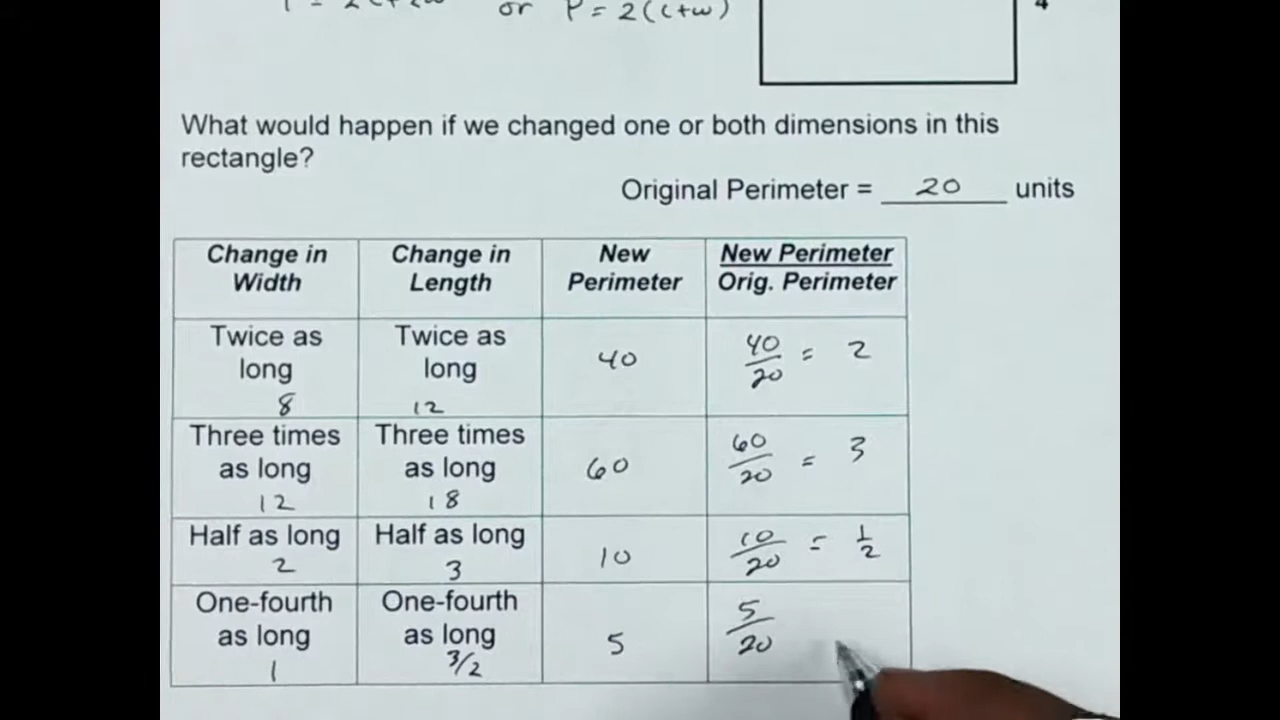 P = 2l + 2w or P = 2(l+w)
4
What would happen if we changed one or both dimensions in this
rectangle?
Original Perimeter = 20 units
Change in Width
Change in Length
New Perimeter
New Perimeter
Orig. Perimeter
Twice as long
8
Twice as long
12
40
40/20 = 2
Three times as long
12
Three times as long
18
60
60/20 = 3
Half as long
2
Half as long
3
10
10/20 = 1/2
One-fourth as long
1
One-fourth as long
3/2
5
5/20